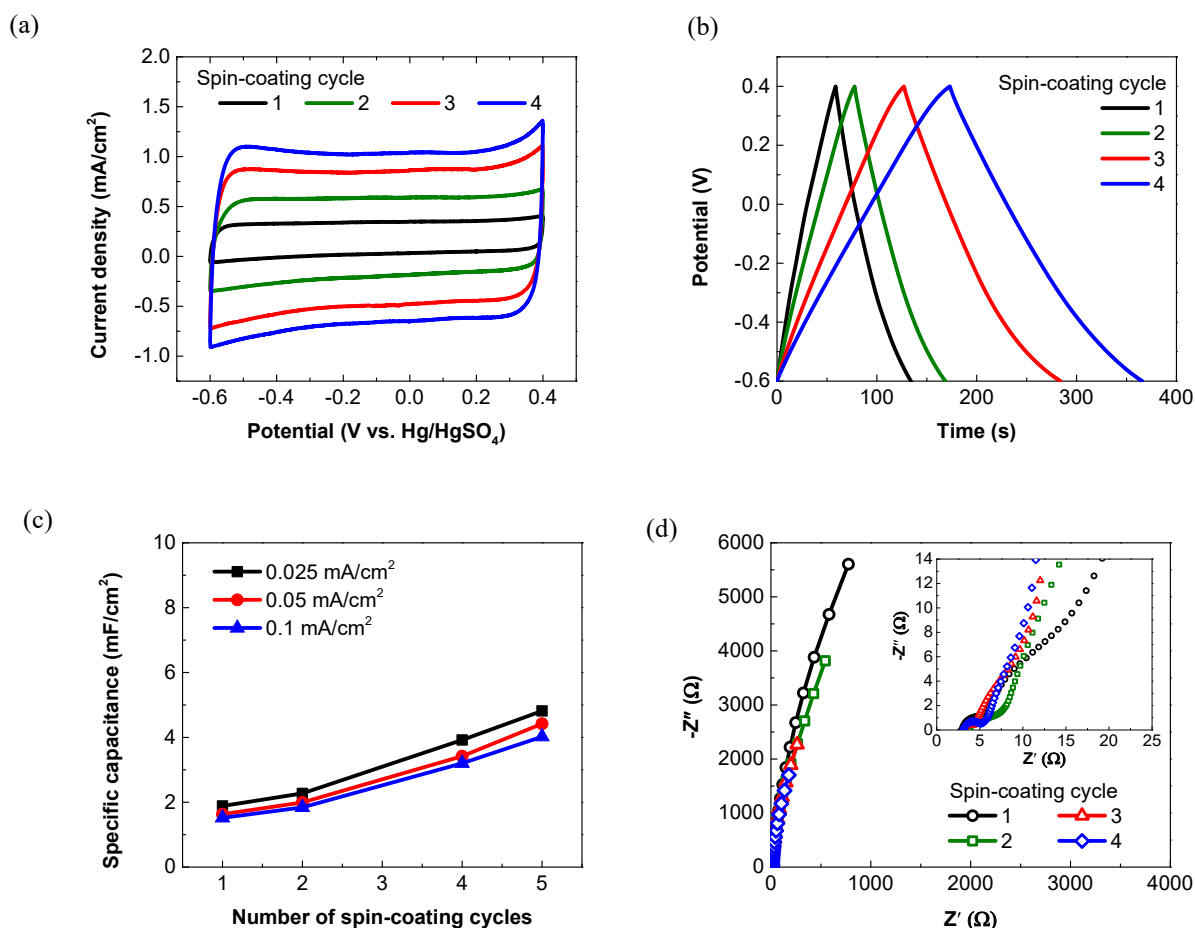 (a)
2.0
1.5
1.0
0.5
0.0
-0.5
-1.0
Spin-coating cycle
1 2 3 4
-0.6 -0.4 -0.2 0.0 0.2 0.4
Current density (mA/cm²)
Potential (V vs. Hg/HgSO₄)
(b)
0.4
0.0
-0.4
-0.6
Spin-coating cycle
1
2
3
4
0 100 200 300 400
Potential (V)
Time (s)
(c)
10
8
6
4
2
0
0.025 mA/cm²
0.05 mA/cm²
0.1 mA/cm²
1 2 3 4 5
Specific capacitance (mF/cm²)
Number of spin-coating cycles
(d)
6000
5000
4000
3000
2000
1000
0
-Z″ (Ω)
14
12
10
8
6
4
2
0
-Z″ (Ω)
0 5 10 15 20 25
Z′ (Ω)
Spin-coating cycle
1 3
2 4
0 1000 2000 3000 4000
Z′ (Ω)